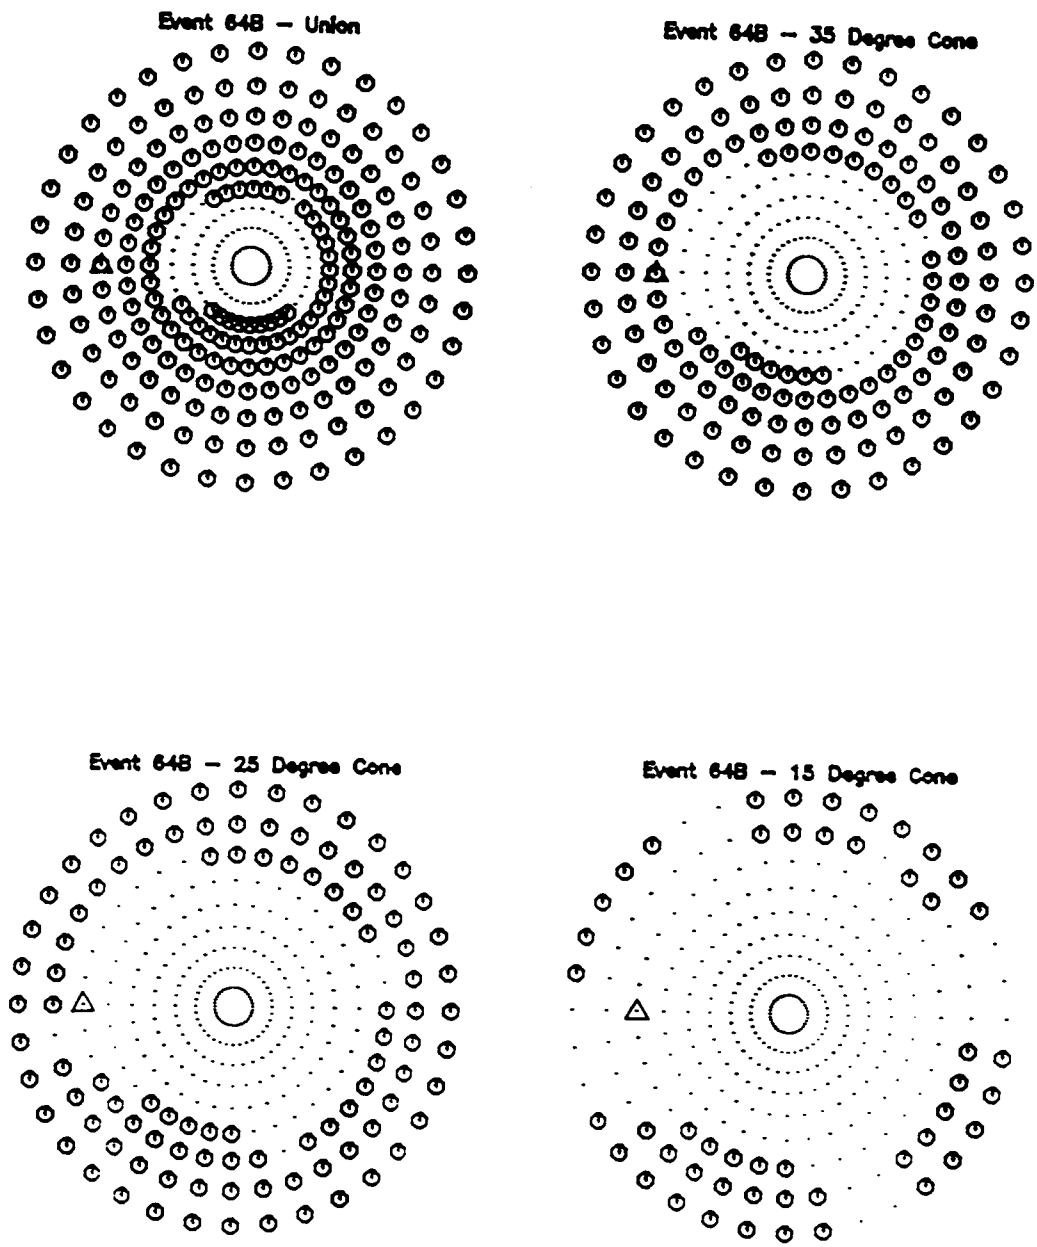 Event 64B - Union
Event 64B - 35 Degree Cone
Event 64B - 25 Degree Cone
Event 64B - 15 Degree Cone